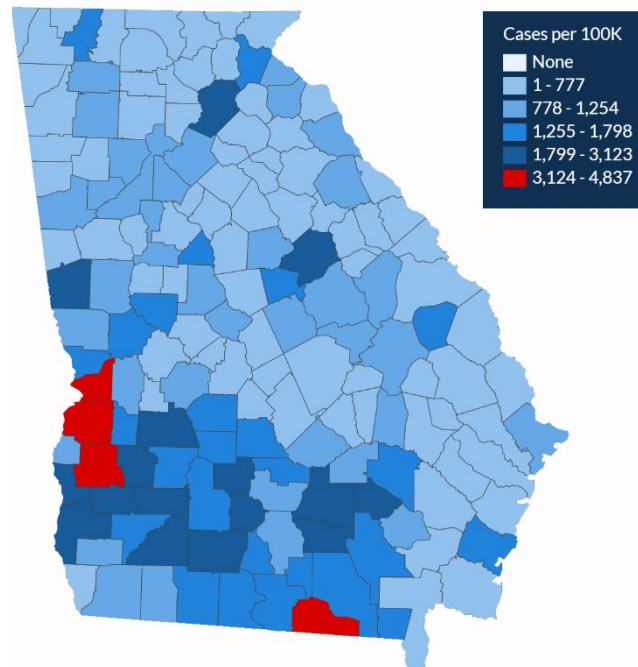 Cases per 100K
None
1 - 777
778 - 1,254
1,255 - 1,798
1,799 - 3,123
3,124 - 4,837